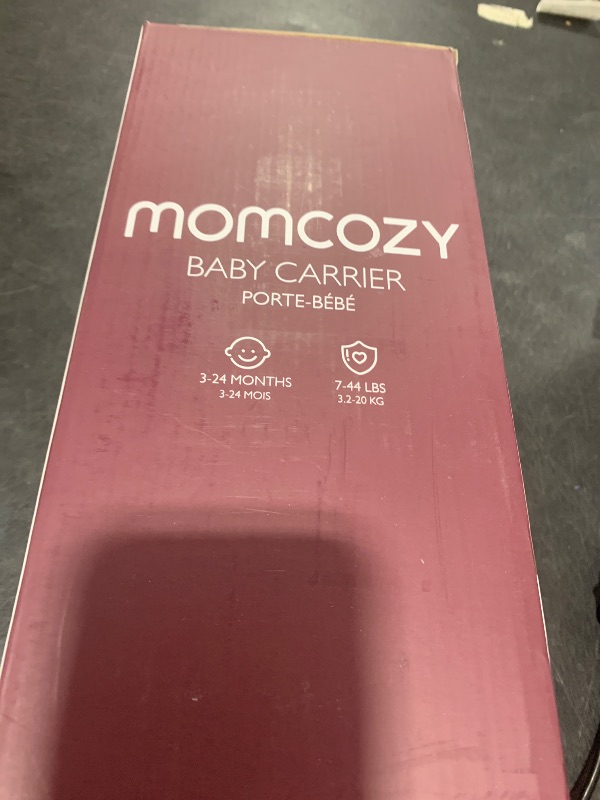 momcozy
BABY CARRIER
PORTE-BÉBÉ
3-24 MONTHS
3-24 MOIS
7-44 LBS
3.2-20 KG